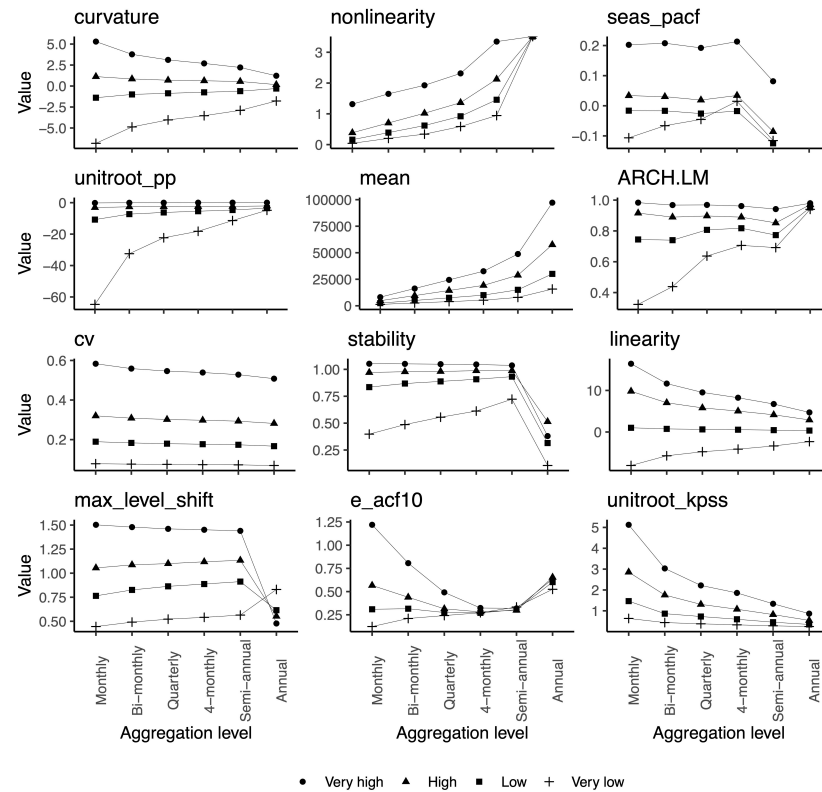 curvature
nonlinearity
seas_pacf
5.0
2.5
0.0
−2.5
−5.0
Value
3
2
1
0
0.2
0.1
0.0
−0.1
unitroot_pp
mean
ARCH.LM
0
−20
−40
−60
Value
100000
75000
50000
25000
0
1.0
0.8
0.6
0.4
cv
stability
linearity
0.6
0.4
0.2
Value
1.00
0.75
0.50
0.25
10
0
max_level_shift
e_acf10
unitroot_kpss
1.50
1.25
1.00
0.75
0.50
Value
1.25
1.00
0.75
0.50
0.25
5
4
3
2
1
Monthly
Bi−monthly
Quarterly
4−monthly
Semi−annual
Annual
Monthly
Bi−monthly
Quarterly
4−monthly
Semi−annual
Annual
Monthly
Bi−monthly
Quarterly
4−monthly
Semi−annual
Annual
Aggregation level
Aggregation level
Aggregation level
Very high High Low Very low